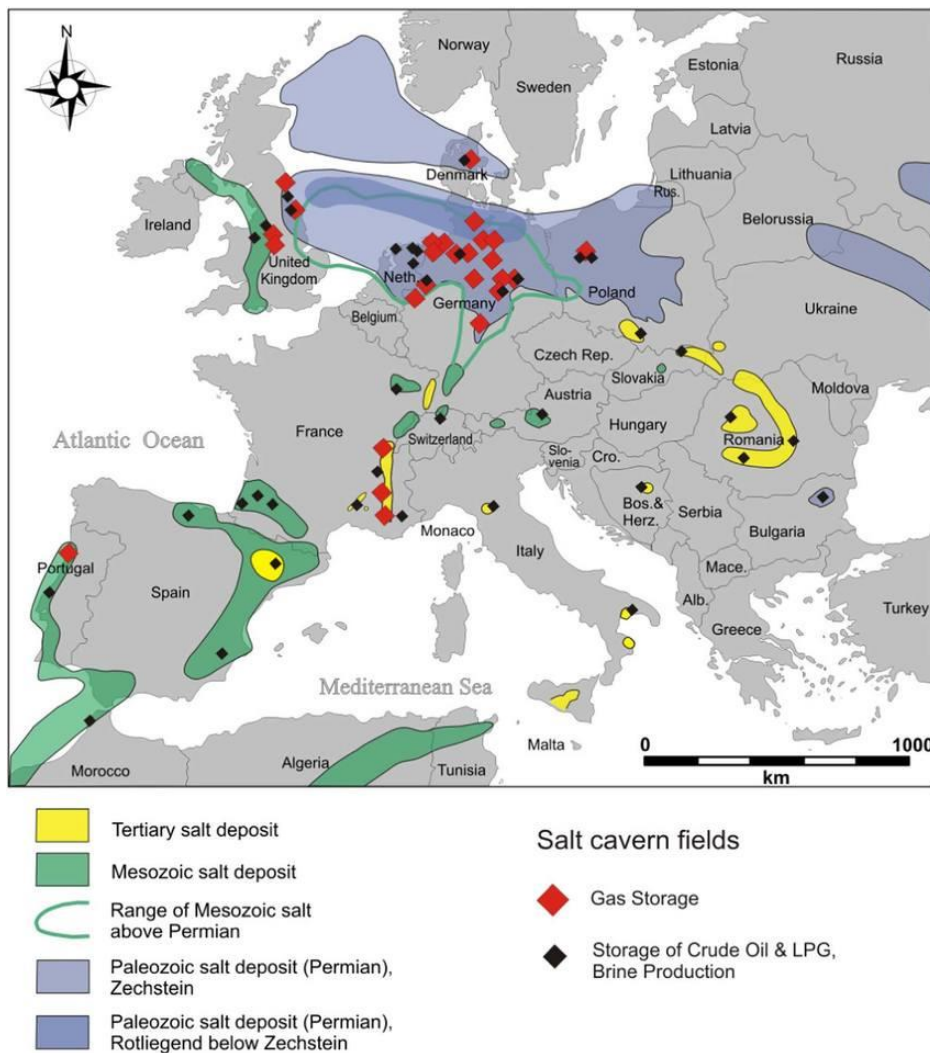 N
Norway
Sweden
Estonia
Russia
Latvia
Lithuania
Rus.
Denmark
Belorussia
Ireland
United
Kingdom
Neth.
Germany
Poland
Belgium
Ukraine
Czech Rep.
Slovakia
Moldova
Austria
France
Switzerland
Hungary
Romania
Atlantic Ocean
Slo-
venia
Cro.
Bos.&
Herz.
Serbia
Monaco
Italy
Bulgaria
Portugal
Spain
Mace.
Alb.
Greece
Turkey
Mediterranean Sea
Malta
0
1000
km
Morocco
Algeria
Tunisia
Tertiary salt deposit
Mesozoic salt deposit
Range of Mesozoic salt
above Permian
Paleozoic salt deposit (Permian),
Zechstein
Paleozoic salt deposit (Permian),
Rotliegend below Zechstein
Salt cavern fields
Gas Storage
Storage of Crude Oil & LPG,
Brine Production